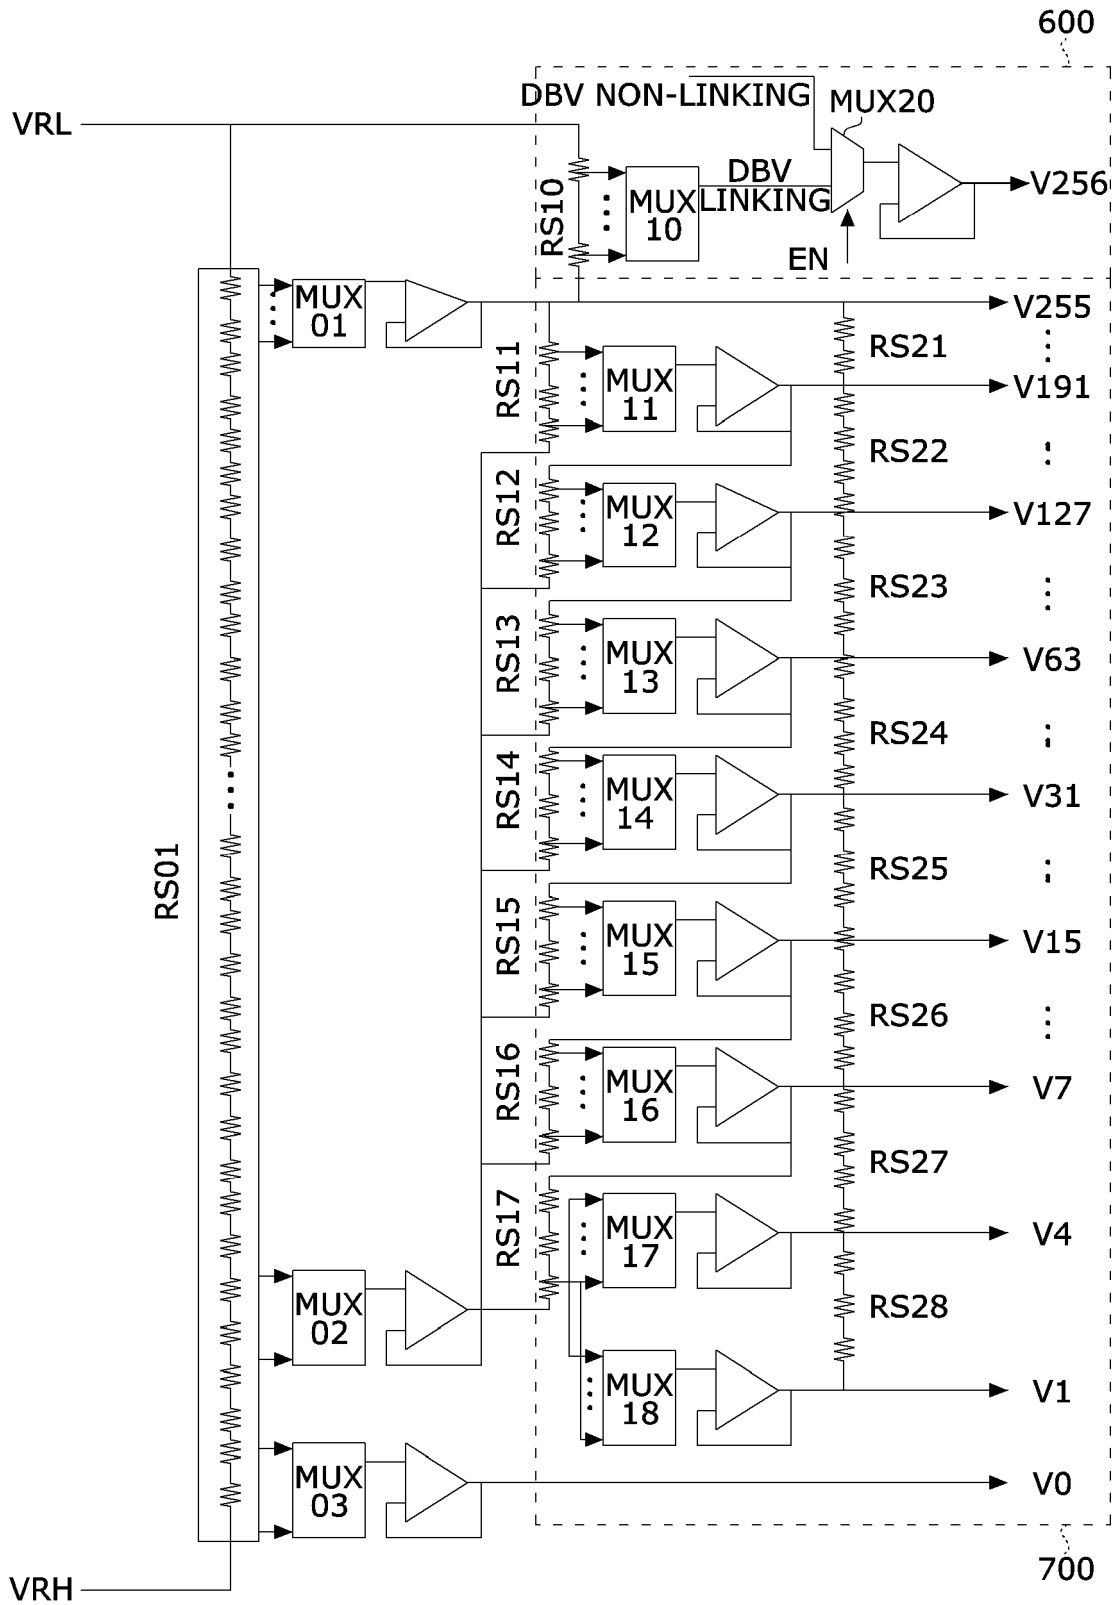 600
DBV NON-LINKING
MUX20
VRL
RS10
MUX
10
DBV
LINKING
V256
EN
MUX
01
V255
RS21
RS11
MUX
11
V191
RS22
RS12
MUX
12
V127
RS23
RS13
MUX
13
V63
RS24
RS14
MUX
14
V31
RS01
RS25
RS15
MUX
15
V15
RS26
RS16
MUX
16
V7
RS27
RS17
MUX
17
V4
MUX
02
RS28
MUX
18
V1
MUX
03
V0
700
VRH